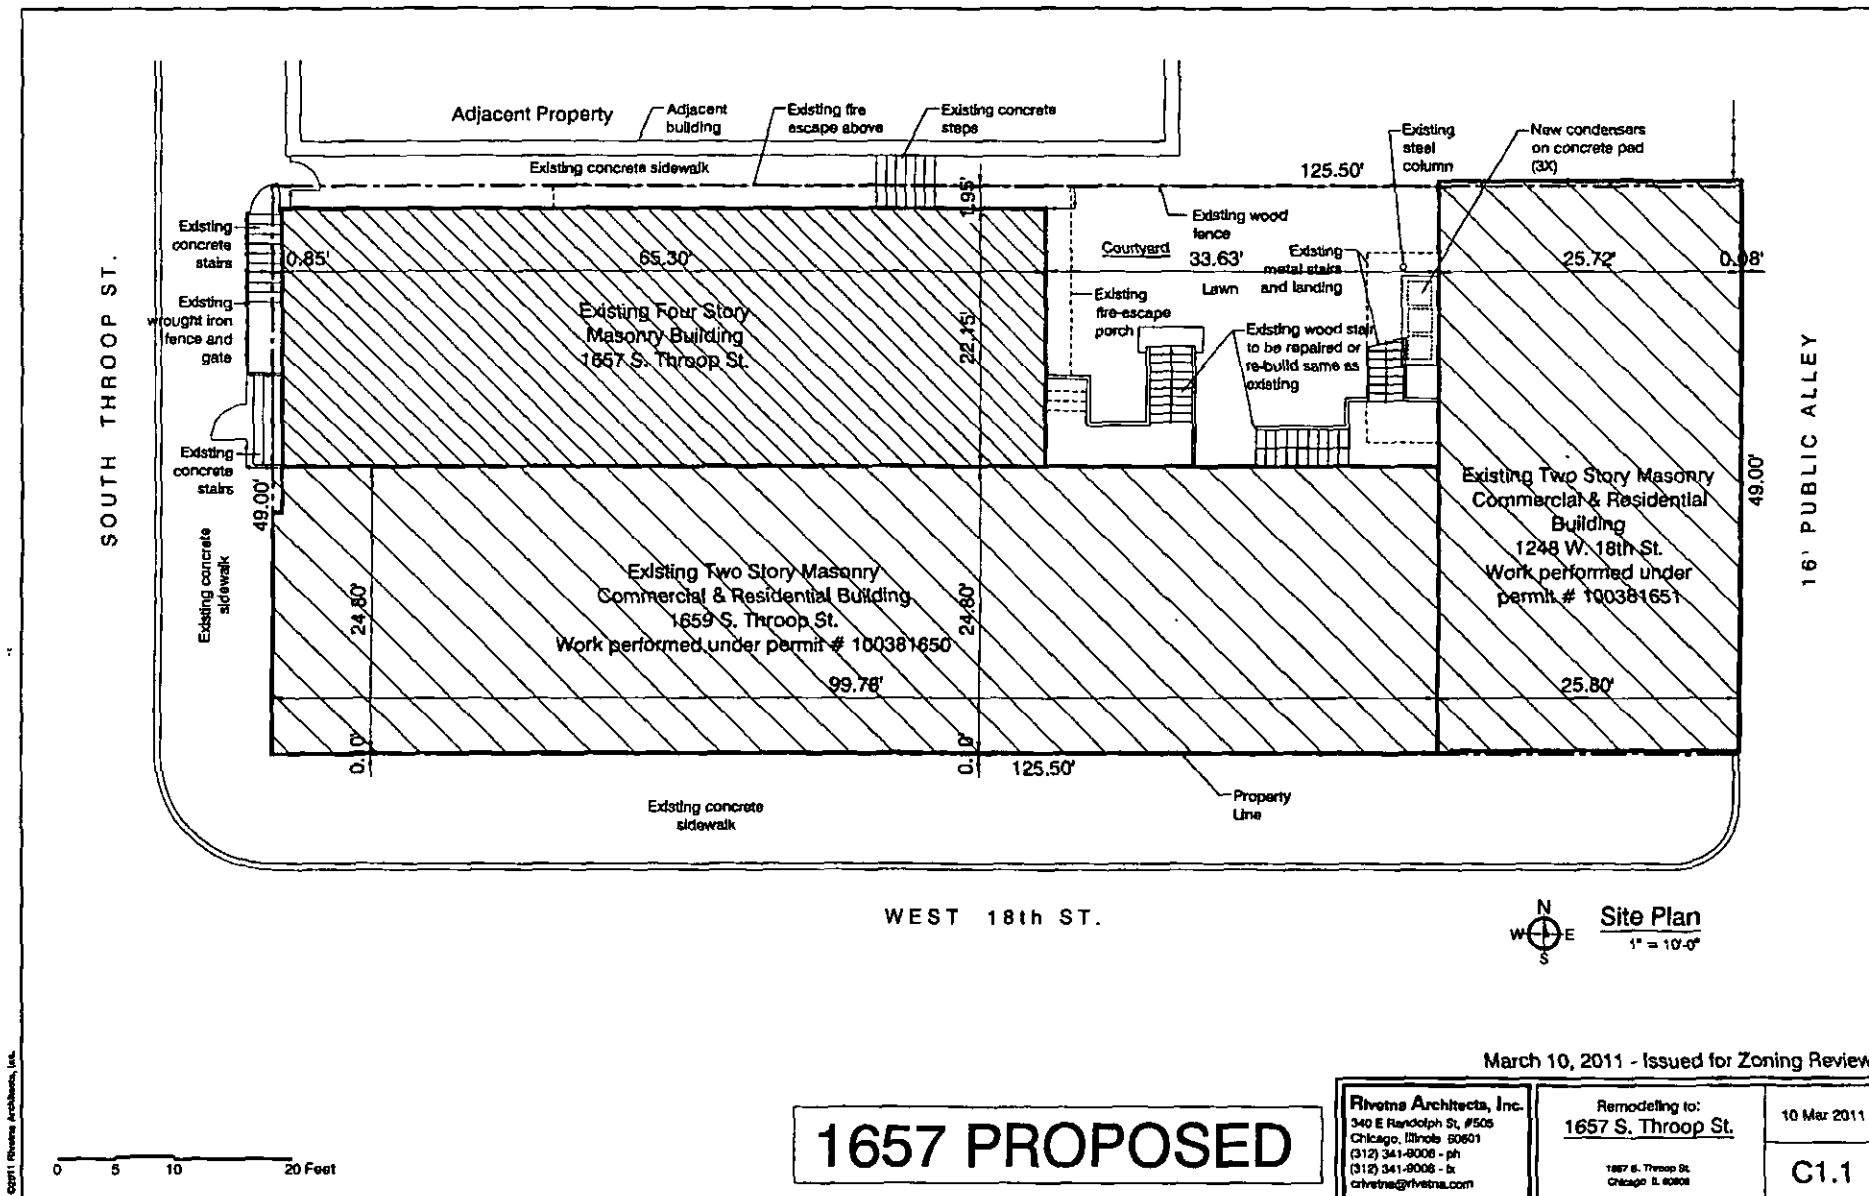 Adjacent Property
Adjacent
building
Existing fire
escape above
Existing concrete
steps
Existing
steel
column
New condensers
on concrete pad
(3X)
Existing concrete sidewalk
125.50'
1.95'
Existing
concrete
stairs
Existing wood
fence
0.85'
65.30'
Courtyard
33.63'
Lawn
Existing
metal stairs
and landing
25.72'
0.08'
SOUTH THROOP ST.
Existing
wrought iron
fence and
gate
Existing Four Story
Masonry Building
1657 S. Throop St.
22.15'
Existing
fire-escape
porch
Existing wood stair
to be repaired or
re-build same as
existing
16' PUBLIC ALLEY
Existing
concrete
stairs
49.00'
Existing Two Story Masonry
Commercial & Residential
Building
1248 W. 18th St.
Work performed under
permit # 100381651
49.00'
Existing concrete
sidewalk
24.80'
Existing Two Story Masonry
Commercial & Residential Building
1659 S. Throop St.
Work performed under permit # 100381650
24.80'
99.78'
25.80'
125.50'
Existing concrete
sidewalk
Property
Line
WEST 18th ST.
N
W E
S
Site Plan
1" = 10'-0"
March 10, 2011 - Issued for Zoning Review
©2011 Rivetna Architects, Inc.
0 5 10 20 Feet
1657 PROPOSED
Rivetna Architects, Inc.
340 E Randolph St, #505
Chicago, Illinois 60601
(312) 341-9006 - ph
(312) 341-9006 - fx
crivetna@rivetna.com
Remodeling to:
1657 S. Throop St.
1657 S. Throop St.
Chicago IL 60608
10 Mar 2011
C1.1